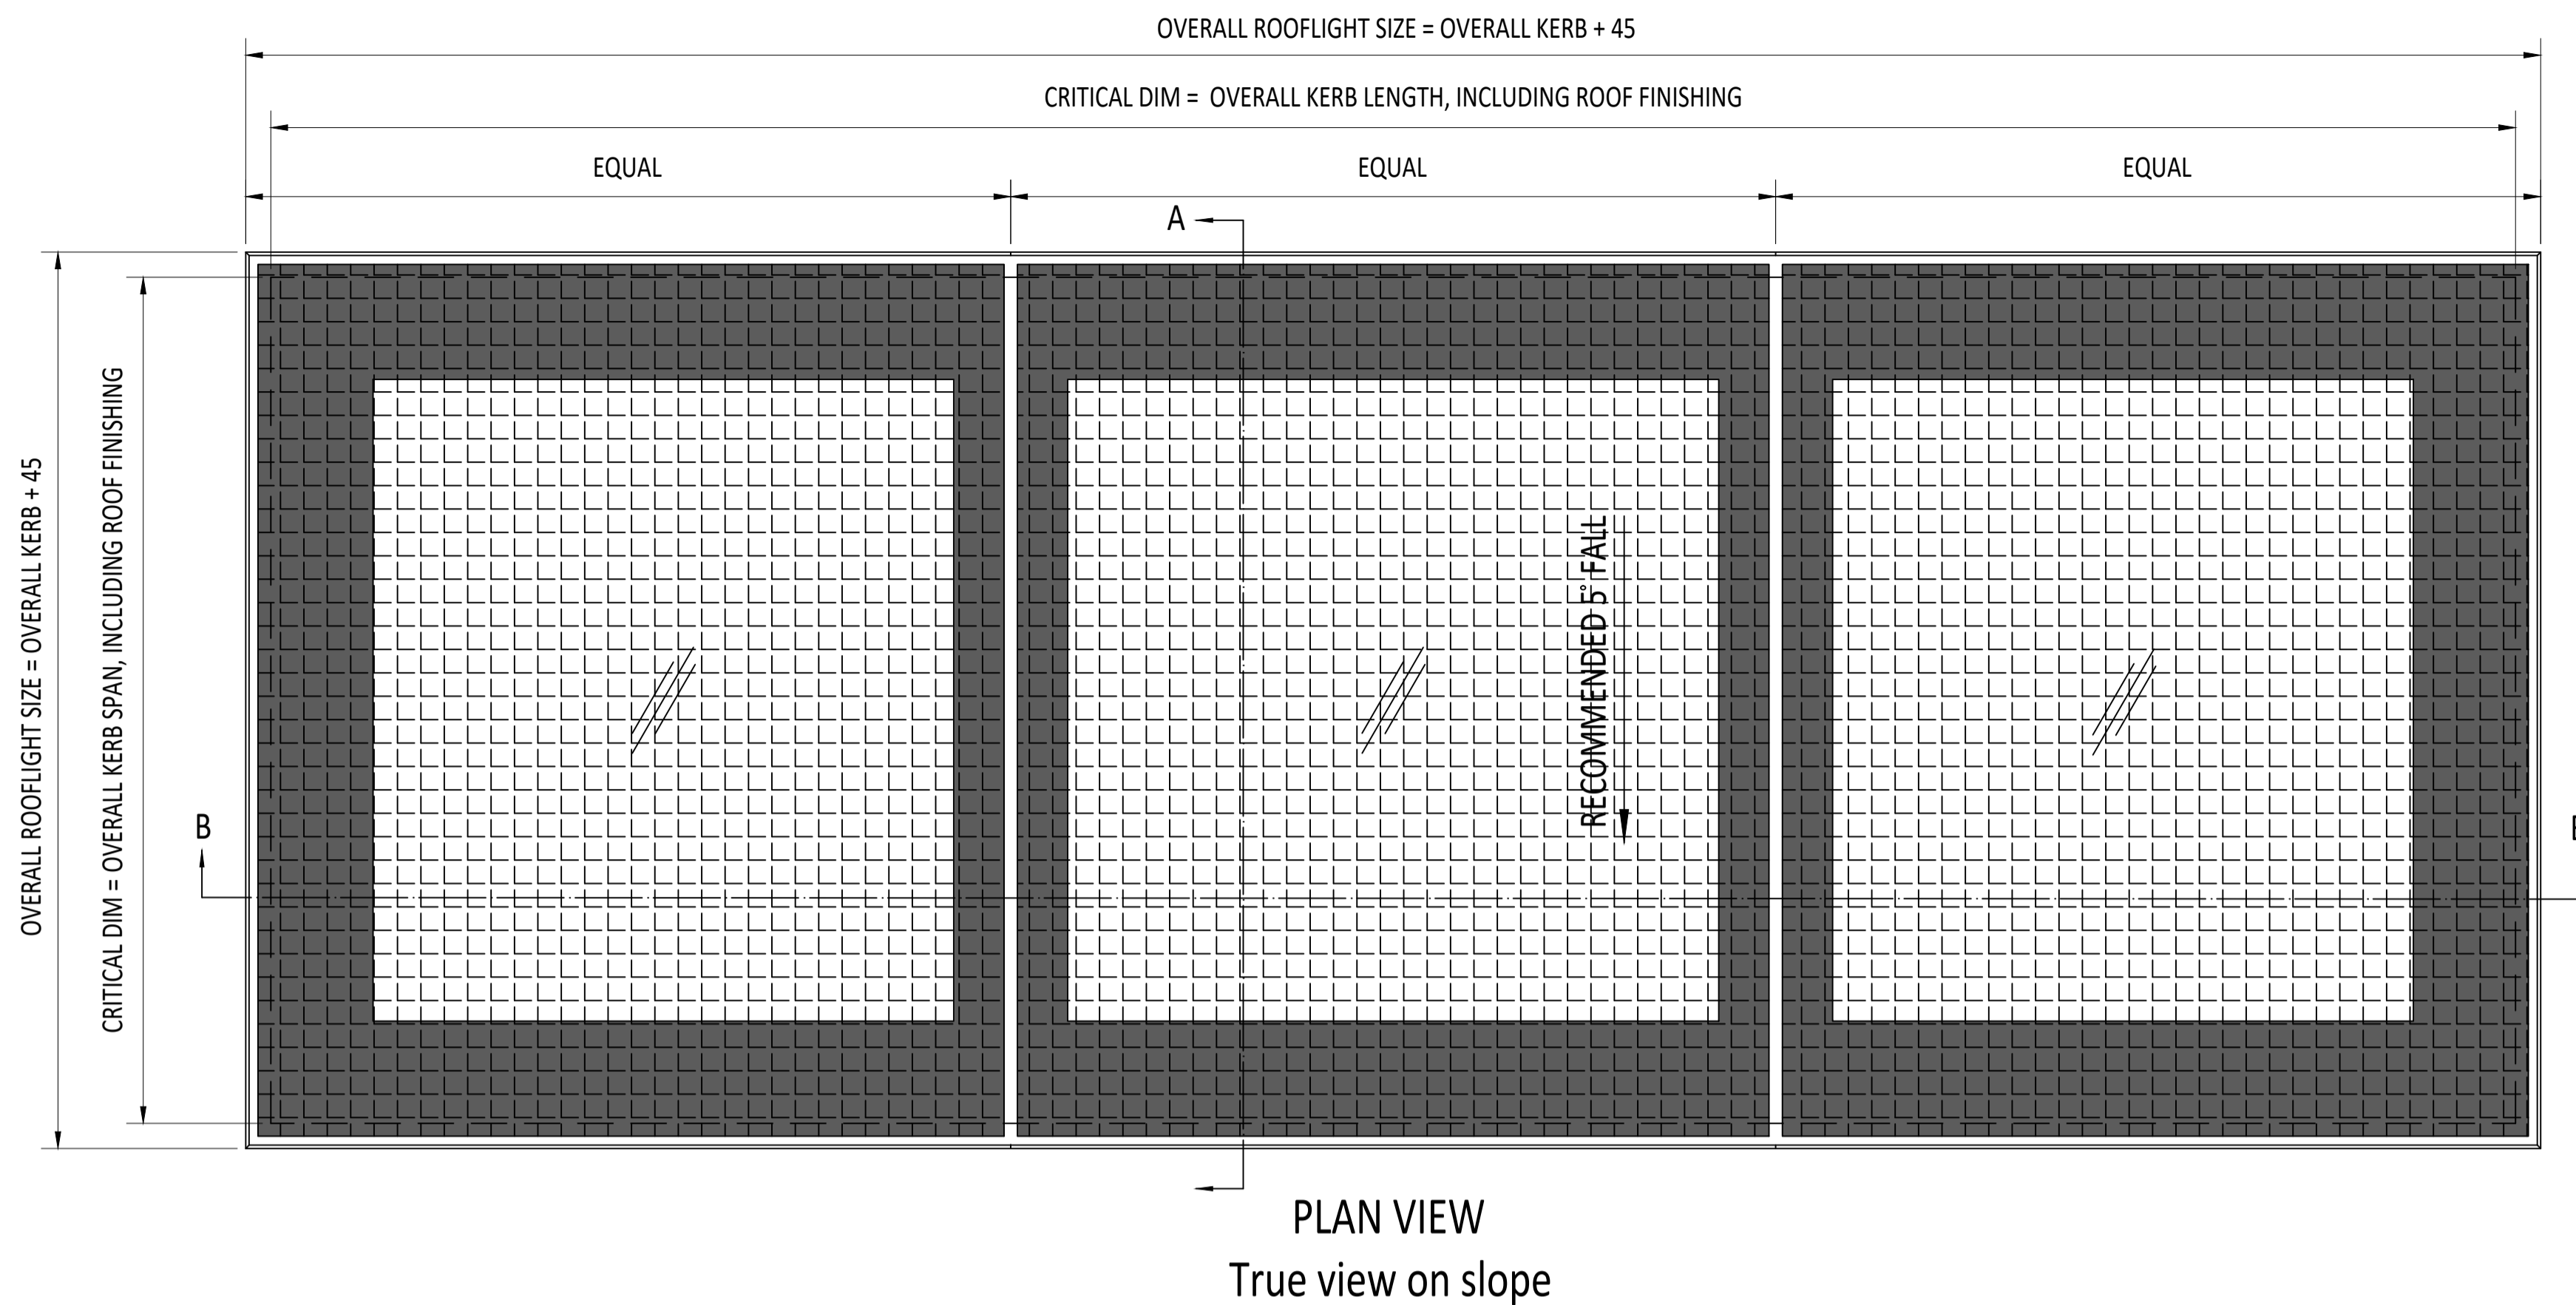 OVERALL ROOFLIGHT SIZE = OVERALL KERB + 45
CRITICAL DIM = OVERALL KERB LENGTH, INCLUDING ROOF FINISHING
EQUAL
EQUAL
EQUAL
A
OVERALL ROOFLIGHT SIZE = OVERALL KERB + 45
CRITICAL DIM = OVERALL KERB SPAN, INCLUDING ROOF FINISHING
RECOMMENDED 5° FALL
B
PLAN VIEW
True view on slope